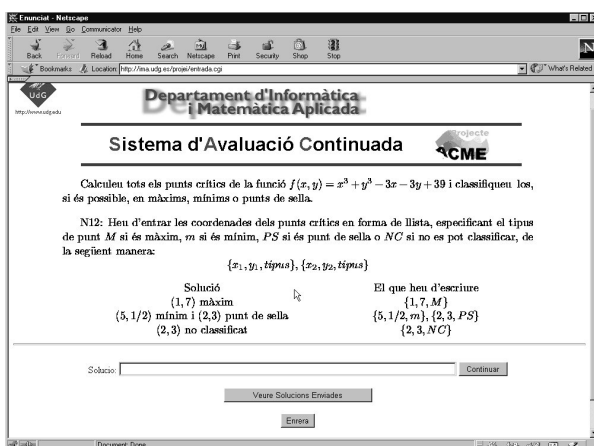 Enunciat - Netscape
File Edit View Go Communicator Help
Back Forward Reload Home Search Netscape Print Security Shop Stop
Bookmarks Location: http://ima.udg.es/projei/entrada.cgi What's Related
UdG
http://www.udg.edu
Departament d'Informàtica
i Matemàtica Aplicada
Sistema d'Avaluació Continuada
Projecte
ACME
Calculeu tots els punts crítics de la funció f(x, y) = x³ + y³ − 3x − 3y + 39 i classifiqueu los,
si és possible, en màxims, mínims o punts de sella.
N12: Heu d'entrar les coordenades dels punts crítics en forma de llista, especificant el tipus
de punt M si és màxim, m si és mínim, PS si és punt de sella o NC si no es pot classificar, de
la següent manera:
{x₁, y₁, tipus}, {x₂, y₂, tipus}
Solució El que heu d'escriure
(1, 7) màxim {1, 7, M}
(5, 1/2) mínim i (2,3) punt de sella {5, 1/2, m}, {2, 3, PS}
(2, 3) no classificat {2, 3, NC}
Solucio: Continuar
Veure Solucions Enviades
Enrera
Document: Done